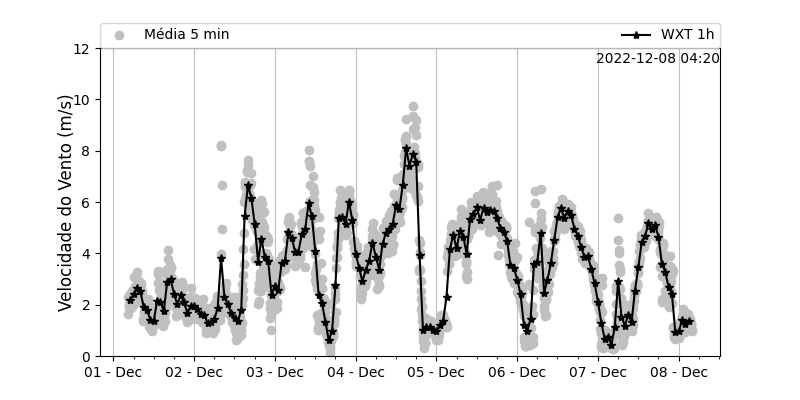 Média 5 min
WXT 1h
2022-12-08 04:20
Velocidade do Vento (m/s)
12
10
8
6
4
2
0
01 - Dec
02 - Dec
03 - Dec
04 - Dec
05 - Dec
06 - Dec
07 - Dec
08 - Dec